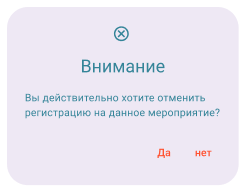 Внимание
Вы действительно хотите отменить
регистрацию на данное мероприятие?
Да нет